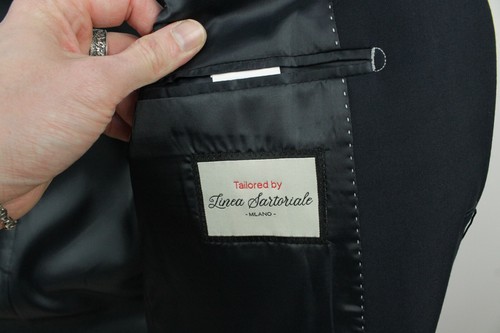 Tailored by
Linea Sartoriale
- MILANO -